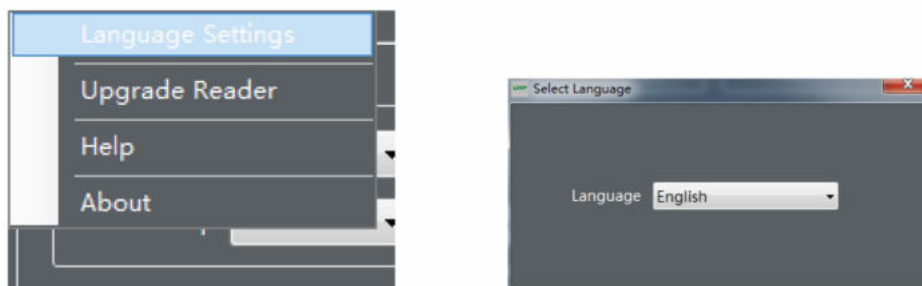 Language Settings
Upgrade Reader
Help
About
Select Language
Language English